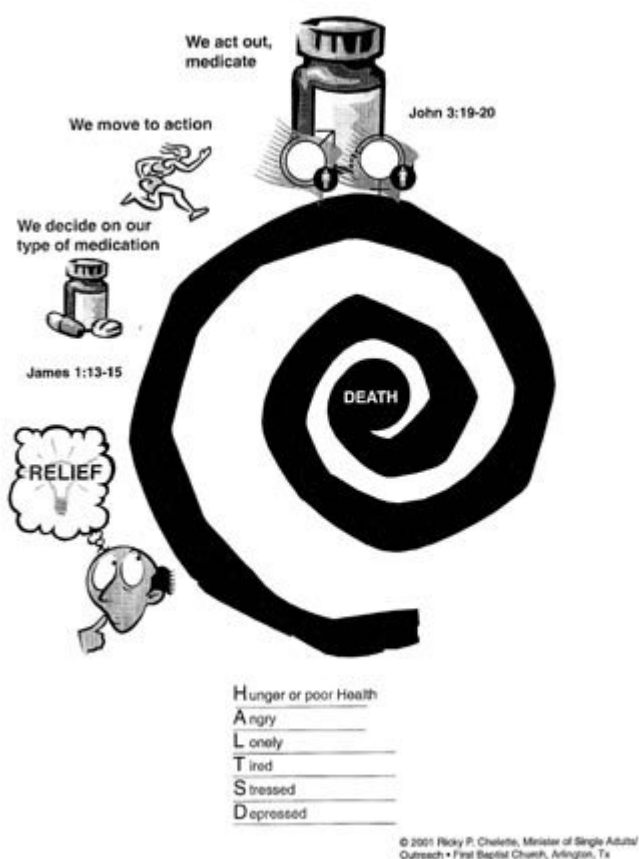 We act out,
medicate
John 3:19-20
We move to action
We decide on our
type of medication
James 1:13-15
DEATH
RELIEF
Hunger or poor Health
Angry
Lonely
Tired
Stressed
Depressed
© 2001 Ricky P. Chelette, Minister of Single Adults/
Outreach • First Baptist Church, Arlington, Tx